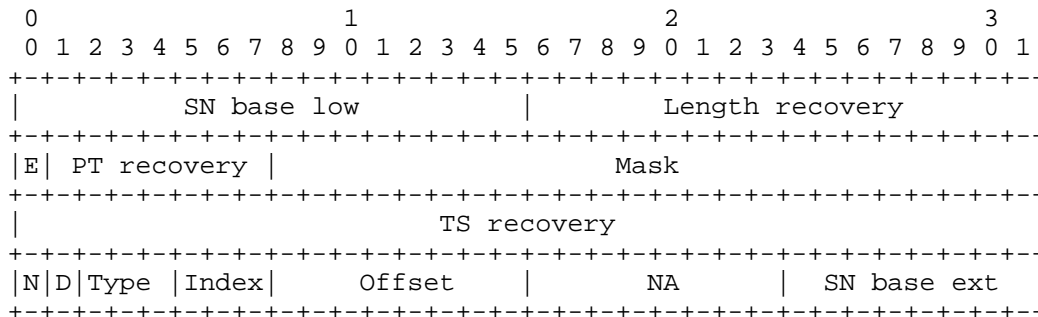 0                   1                   2                   3
 0 1 2 3 4 5 6 7 8 9 0 1 2 3 4 5 6 7 8 9 0 1 2 3 4 5 6 7 8 9 0 1
+-+-+-+-+-+-+-+-+-+-+-+-+-+-+-+-+-+-+-+-+-+-+-+-+-+-+-+-+-+-+-+--
|          SN base low          |        Length recovery
+-+-+-+-+-+-+-+-+-+-+-+-+-+-+-+-+-+-+-+-+-+-+-+-+-+-+-+-+-+-+-+--
|E| PT recovery |                     Mask
+-+-+-+-+-+-+-+-+-+-+-+-+-+-+-+-+-+-+-+-+-+-+-+-+-+-+-+-+-+-+-+--
|                          TS recovery
+-+-+-+-+-+-+-+-+-+-+-+-+-+-+-+-+-+-+-+-+-+-+-+-+-+-+-+-+-+-+-+--
|N|D|Type |Index|     Offset    |       NA      |  SN base ext
+-+-+-+-+-+-+-+-+-+-+-+-+-+-+-+-+-+-+-+-+-+-+-+-+-+-+-+-+-+-+-+--